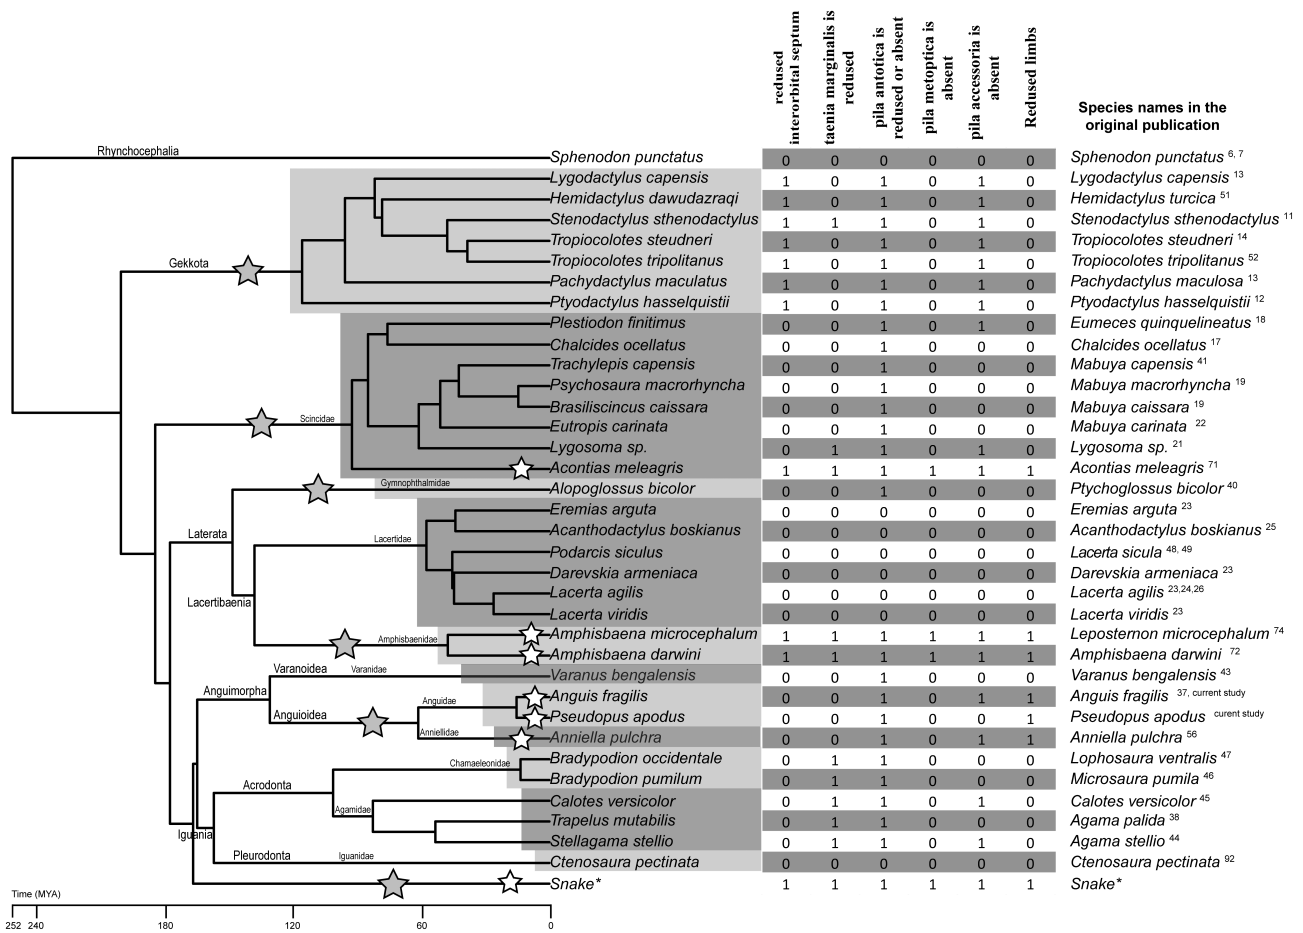 redused
interorbital septum
taenia marginalis is
redused
pila antotica is
redused or absent
pila metoptica is
absent
pila accessoria is
absent
Redused limbs
Species names in the
original publication
Rhynchocephalia
Sphenodon punctatus 0 0 0 0 0 0 Sphenodon punctatus 6, 7
Lygodactylus capensis 1 0 1 0 1 0 Lygodactylus capensis 13
Hemidactylus dawudazraqi 1 0 1 0 1 0 Hemidactylus turcica 51
Stenodactylus sthenodactylus 1 1 1 0 1 0 Stenodactylus sthenodactylus 11
Tropiocolotes steudneri 1 0 1 0 1 0 Tropiocolotes steudneri 14
Gekkota
Tropiocolotes tripolitanus 1 0 1 0 1 0 Tropiocolotes tripolitanus 52
Pachydactylus maculatus 1 0 1 0 1 0 Pachydactylus maculosa 13
Ptyodactylus hasselquistii 1 0 1 0 1 0 Ptyodactylus hasselquistii 12
Plestiodon finitimus 0 0 1 0 1 0 Eumeces quinquelineatus 18
Chalcides ocellatus 0 0 1 0 0 0 Chalcides ocellatus 17
Trachylepis capensis 0 0 1 0 0 0 Mabuya capensis 41
Psychosaura macrorhyncha 0 0 1 0 0 0 Mabuya macrorhyncha 19
Brasiliscincus caissara 0 0 1 0 0 0 Mabuya caissara 19
Scincidae
Eutropis carinata 0 0 1 0 0 0 Mabuya carinata 22
Lygosoma sp. 0 1 1 0 1 0 Lygosoma sp. 21
Acontias meleagris 1 1 1 1 1 1 Acontias meleagris 71
Gymnophthalmidae
Alopoglossus bicolor 0 0 1 0 0 0 Ptychoglossus bicolor 40
Eremias arguta 0 0 0 0 0 0 Eremias arguta 23
Laterata
Acanthodactylus boskianus 0 0 0 0 0 0 Acanthodactylus boskianus 25
Lacertidae
Podarcis siculus 0 0 0 0 0 0 Lacerta sicula 48, 49
Darevskia armeniaca 0 0 0 0 0 0 Darevskia armeniaca 23
Lacerta agilis 0 0 0 0 0 0 Lacerta agilis 23,24,26
Lacertibaenia
Lacerta viridis 0 0 0 0 0 0 Lacerta viridis 23
Amphisbaenidae
Amphisbaena microcephalum 1 1 1 1 1 1 Leposternon microcephalum 74
Amphisbaena darwini 1 1 1 1 1 1 Amphisbaena darwini 72
Varanoidea
Varanidae
Varanus bengalensis 0 0 1 0 0 0 Varanus bengalensis 43
Anguimorpha
Anguidae
Anguis fragilis 0 0 1 0 1 1 Anguis fragilis 37, current study
Anguioidea
Pseudopus apodus 0 0 1 0 0 1 Pseudopus apodus curent study
Anniellidae
Anniella pulchra 0 0 1 0 1 1 Anniella pulchra 56
Chamaeleonidae
Bradypodion occidentale 0 1 1 0 0 0 Lophosaura ventralis 47
Bradypodion pumilum 0 1 1 0 0 0 Microsaura pumila 46
Acrodonta
Calotes versicolor 0 1 1 0 1 0 Calotes versicolor 45
Agamidae
Trapelus mutabilis 0 1 1 0 0 0 Agama palida 38
Iguania
Stellagama stellio 0 1 1 0 1 0 Agama stellio 44
Pleurodonta
Iguanidae
Ctenosaura pectinata 0 0 0 0 0 0 Ctenosaura pectinata 92
Snake* 1 1 1 1 1 1 Snake*
Time (MYA)
252 240 180 120 60 0